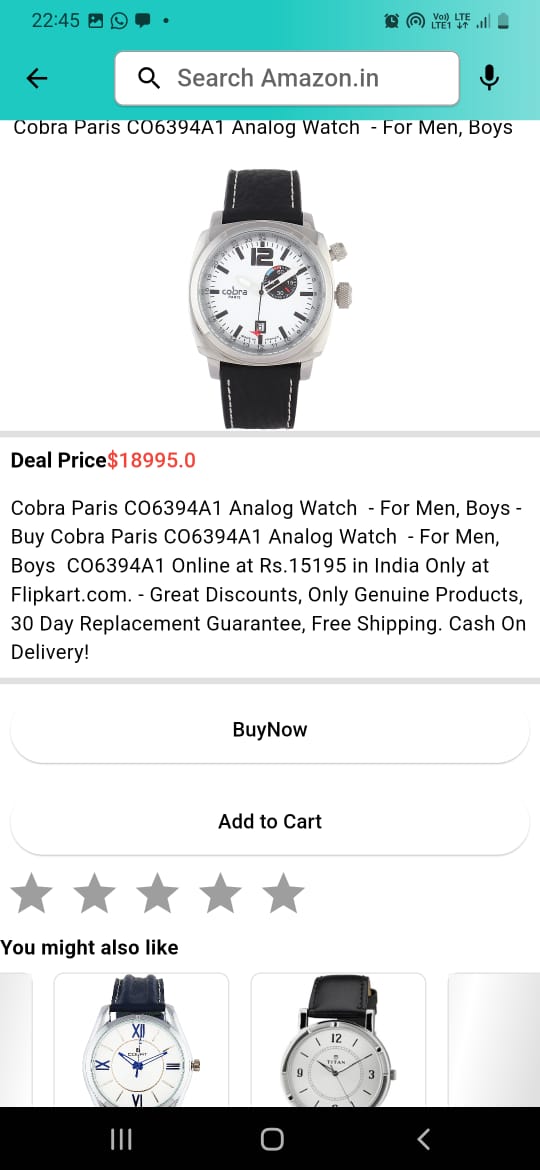 22:45
Vo)) LTE
LTE1
Search Amazon.in
Cobra Paris CO6394A1 Analog Watch - For Men, Boys
12
cobra
PARIS
Deal Price$18995.0
Cobra Paris CO6394A1 Analog Watch - For Men, Boys -
Buy Cobra Paris CO6394A1 Analog Watch - For Men,
Boys CO6394A1 Online at Rs.15195 in India Only at
Flipkart.com. - Great Discounts, Only Genuine Products,
30 Day Replacement Guarantee, Free Shipping. Cash On
Delivery!
BuyNow
Add to Cart
You might also like
XII
VI
12
TITAN
9
3